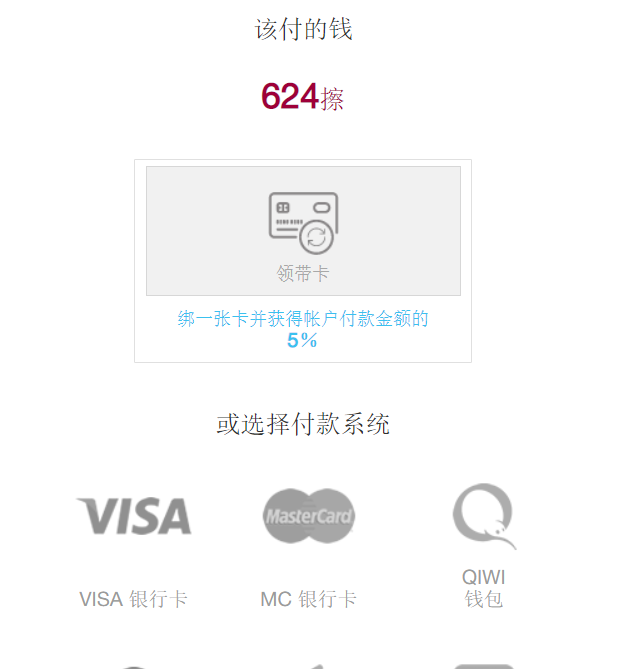 该付的钱
624擦
领带卡
绑一张卡并获得帐户付款金额的
5%
或选择付款系统
VISA
MasterCard
VISA 银行卡
MC 银行卡
QIWI
钱包